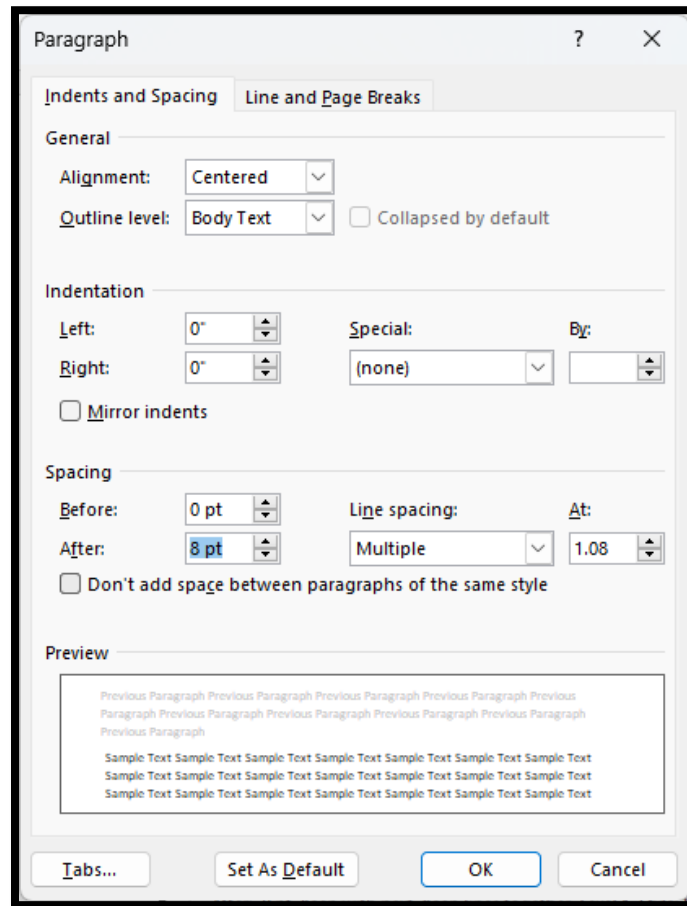 Paragraph ?
Indents and Spacing Line and Page Breaks
General
Alignment: Centered
Outline level: Body Text Collapsed by default
Indentation
Left: 0" Special: By:
Right: 0" (none)
Mirror indents
Spacing
Before: 0 pt Line spacing: At:
After: 8 pt Multiple 1.08
Don't add space between paragraphs of the same style
Preview
Previous Paragraph Previous Paragraph Previous Paragraph Previous Paragraph Previous
Paragraph Previous Paragraph Previous Paragraph Previous Paragraph Previous Paragraph
Previous Paragraph
Sample Text Sample Text Sample Text Sample Text Sample Text Sample Text Sample Text
Sample Text Sample Text Sample Text Sample Text Sample Text Sample Text Sample Text
Sample Text Sample Text Sample Text Sample Text Sample Text Sample Text Sample Text
Tabs... Set As Default OK Cancel